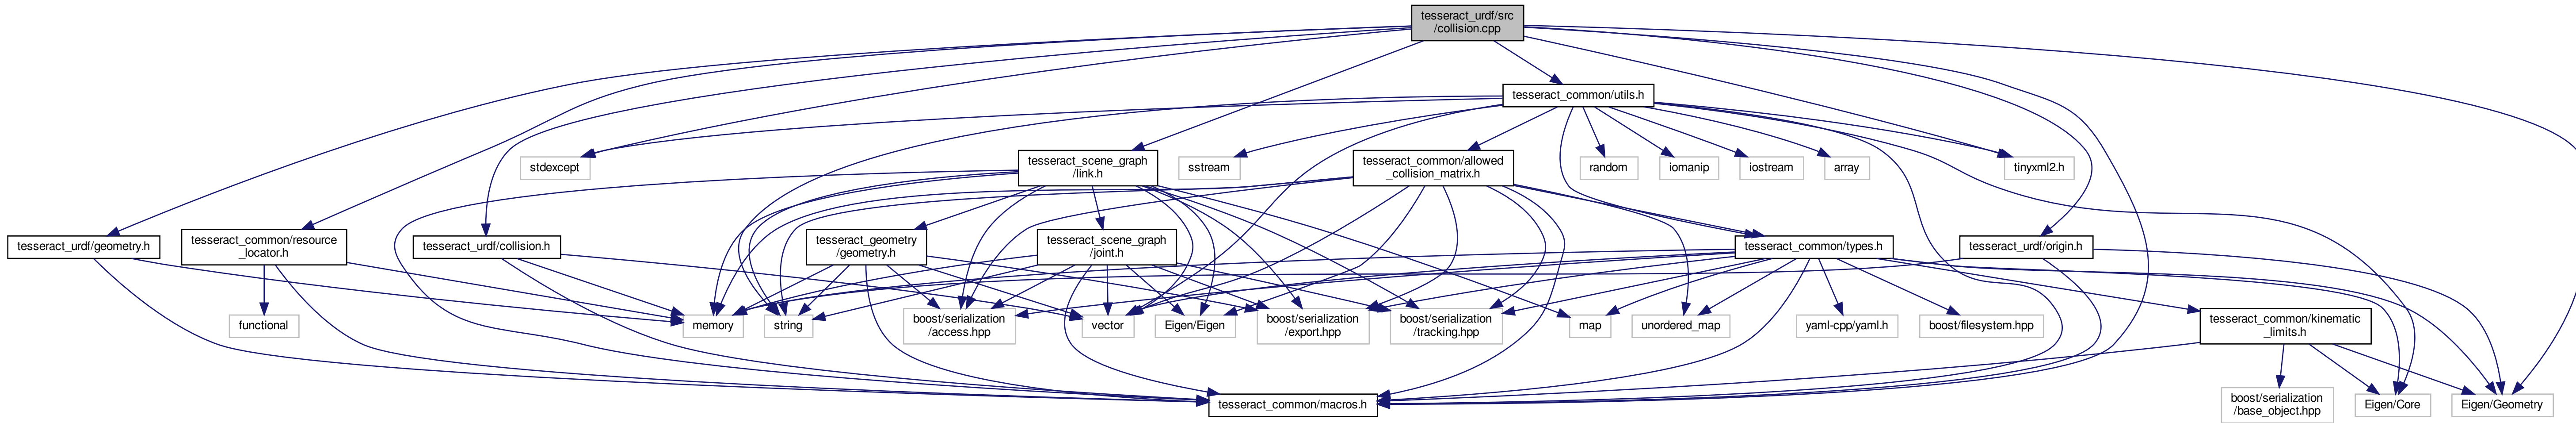 tesseract_urdf/src
/collision.cpp
tesseract_common/utils.h
stdexcept
tesseract_scene_graph
/link.h
sstream
tesseract_common/allowed
_collision_matrix.h
random
iomanip
iostream
array
tinyxml2.h
tesseract_urdf/geometry.h
tesseract_common/resource
_locator.h
tesseract_urdf/collision.h
tesseract_geometry
/geometry.h
tesseract_scene_graph
/joint.h
tesseract_common/types.h
tesseract_urdf/origin.h
functional
memory
string
boost/serialization
/access.hpp
vector
Eigen/Eigen
boost/serialization
/export.hpp
boost/serialization
/tracking.hpp
map
unordered_map
yaml-cpp/yaml.h
boost/filesystem.hpp
tesseract_common/kinematic
_limits.h
tesseract_common/macros.h
boost/serialization
/base_object.hpp
Eigen/Core
Eigen/Geometry